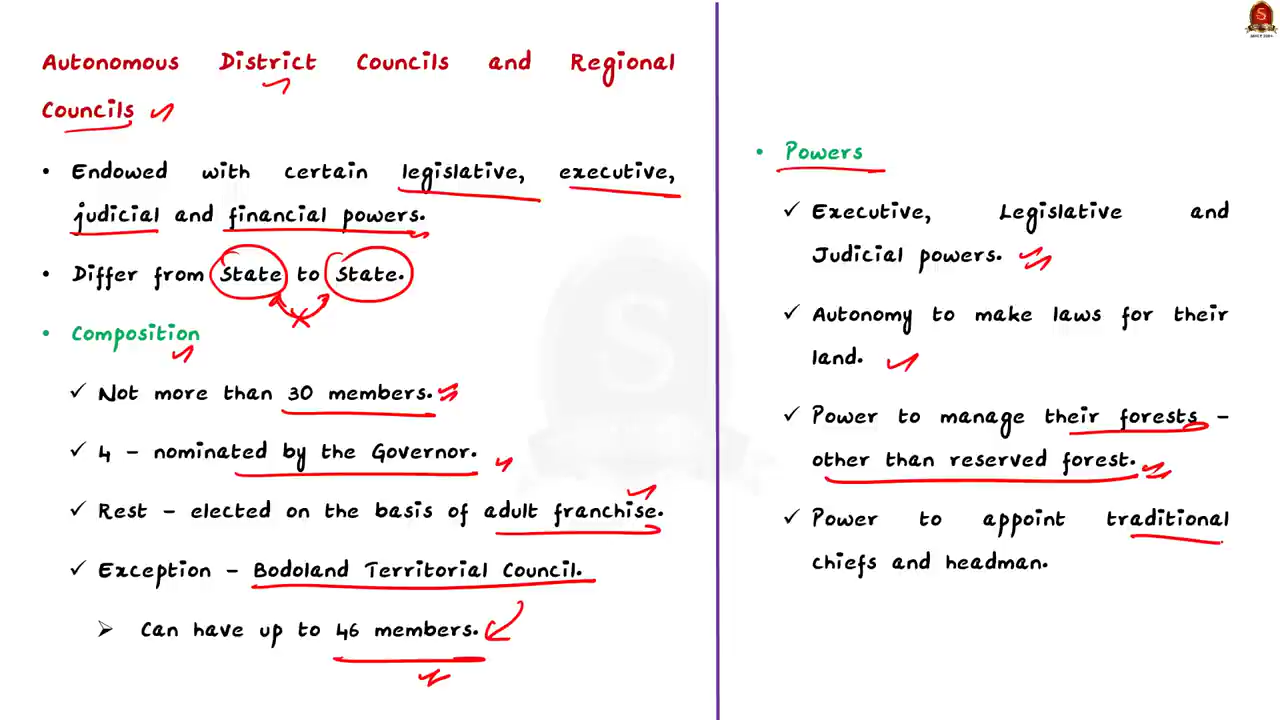 Autonomous District Councils and Regional
Councils
• Endowed with certain legislative, executive,
judicial and financial powers.
• Differ from State to State.
• Composition
✓ Not more than 30 members.
✓ 4 – nominated by the Governor.
✓ Rest – elected on the basis of adult franchise.
✓ Exception – Bodoland Territorial Council.
➢ Can have up to 46 members.
• Powers
✓ Executive, Legislative and
Judicial powers.
✓ Autonomy to make laws for their
land.
✓ Power to manage their forests –
other than reserved forest.
✓ Power to appoint traditional
chiefs and headman.